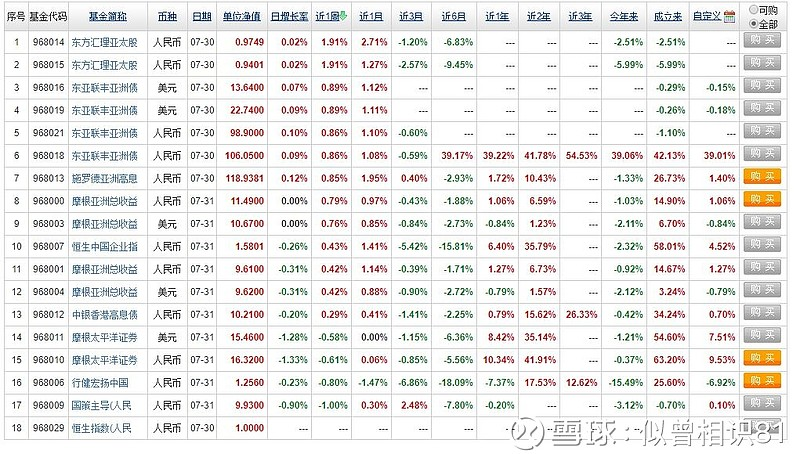 序号 基金代码 基金简称 币种 日期 单位净值 日增长率 近1周 近1月 近3月 近6月 近1年 近2年 近3年 今年来 成立来 自定义 可购 全部
1 968014 东方汇理亚太股 人民币 07-30 0.9749 0.02% 1.91% 2.71% -1.20% -6.83% --- --- --- -2.51% -2.51% 购买
2 968015 东方汇理亚太股 人民币 07-30 0.9401 0.02% 1.91% 1.27% -2.57% -9.45% --- --- --- -5.99% -5.99% 购买
3 968016 东亚联丰亚洲债 美元 07-30 13.6400 0.07% 0.89% 1.12% --- --- --- --- --- --- -0.29% -0.15% 购买
4 968019 东亚联丰亚洲债 美元 07-30 22.7400 0.09% 0.89% 1.11% --- --- --- --- --- --- -0.26% -0.18% 购买
5 968021 东亚联丰亚洲债 人民币 07-30 98.9000 0.10% 0.86% 1.10% -0.60% --- --- --- --- --- -1.10% 购买
6 968018 东亚联丰亚洲债 人民币 07-30 106.0500 0.09% 0.86% 1.08% -0.59% 39.17% 39.22% 41.78% 54.53% 39.06% 42.13% 39.01% 购买
7 968013 施罗德亚洲高息 人民币 07-30 118.9381 0.12% 0.85% 1.95% 0.40% -2.93% 1.72% 10.43% --- -1.33% 26.73% 1.40% 购买
8 968000 摩根亚洲总收益 人民币 07-31 11.4900 0.00% 0.79% 0.97% -0.43% -1.88% 1.06% 6.59% --- -1.03% 14.90% 1.06% 购买
9 968003 摩根亚洲总收益 美元 07-31 10.6700 0.00% 0.76% 0.85% -0.84% -2.73% -0.84% 1.23% --- -2.11% 6.70% -0.84% 购买
10 968007 恒生中国企业指 人民币 07-31 1.5801 -0.26% 0.43% 1.41% -5.42% -15.81% 6.40% 35.79% --- -2.32% 58.01% 4.52% 购买
11 968001 摩根亚洲总收益 人民币 07-31 9.6100 -0.31% 0.42% 1.14% -0.39% -1.71% 1.27% 6.73% --- -0.92% 14.67% 1.27% 购买
12 968004 摩根亚洲总收益 美元 07-31 9.6200 -0.31% 0.42% 0.88% -0.90% -2.72% -0.79% 1.57% --- -2.12% 3.24% -0.79% 购买
13 968012 中银香港高息债 人民币 07-31 10.2100 -0.20% 0.29% 0.41% -1.41% -2.25% 0.79% 15.62% 26.33% -0.42% 34.24% 0.70% 购买
14 968011 摩根太平洋证券 美元 07-31 15.4600 -1.28% -0.58% 0.00% -1.15% -6.36% 8.42% 35.14% --- -1.21% 54.60% 7.51% 购买
15 968010 摩根太平洋证券 人民币 07-31 16.3200 -1.33% -0.61% 0.06% -0.85% -5.56% 10.34% 41.91% --- -0.37% 63.20% 9.53% 购买
16 968006 行健宏扬中国 人民币 07-31 1.2560 -0.23% -0.80% -1.47% -6.86% -18.09% -7.37% 17.53% 12.62% -15.49% 25.60% -6.92% 购买
17 968009 国策主导(人民 人民币 07-31 9.9300 -0.90% -1.00% 0.30% 2.48% -7.80% -0.20% --- --- -3.12% -0.70% 0.10% 购买
18 968029 恒生指数(人民 人民币 1.0000 --- --- --- --- --- --- --- --- --- 购买
雪球：似曾相识81